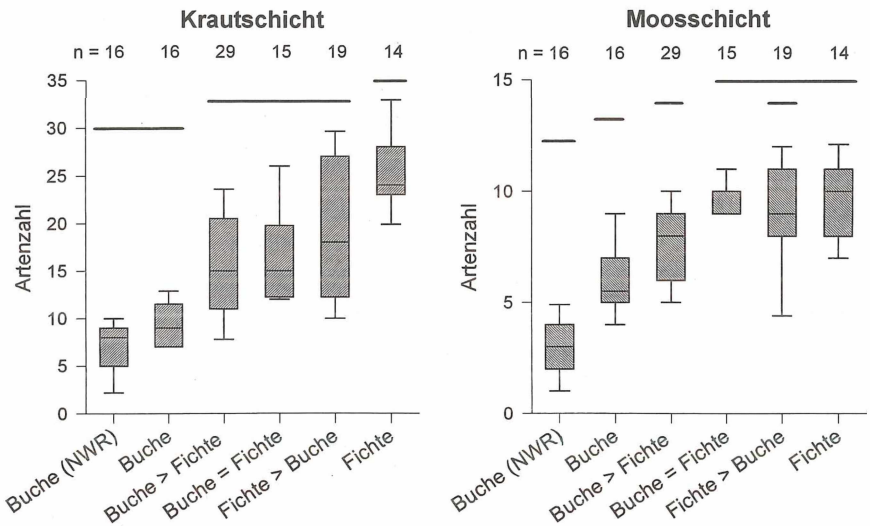 Krautschicht
n = 16 16 29 15 19 14
35
30
25
20
15
10
5
0
Artenzahl
Buche (NWR)
Buche
Buche > Fichte
Buche = Fichte
Fichte > Buche
Fichte
Moosschicht
n = 16 16 29 15 19 14
15
10
5
0
Artenzahl
Buche (NWR)
Buche
Buche > Fichte
Buche = Fichte
Fichte > Buche
Fichte